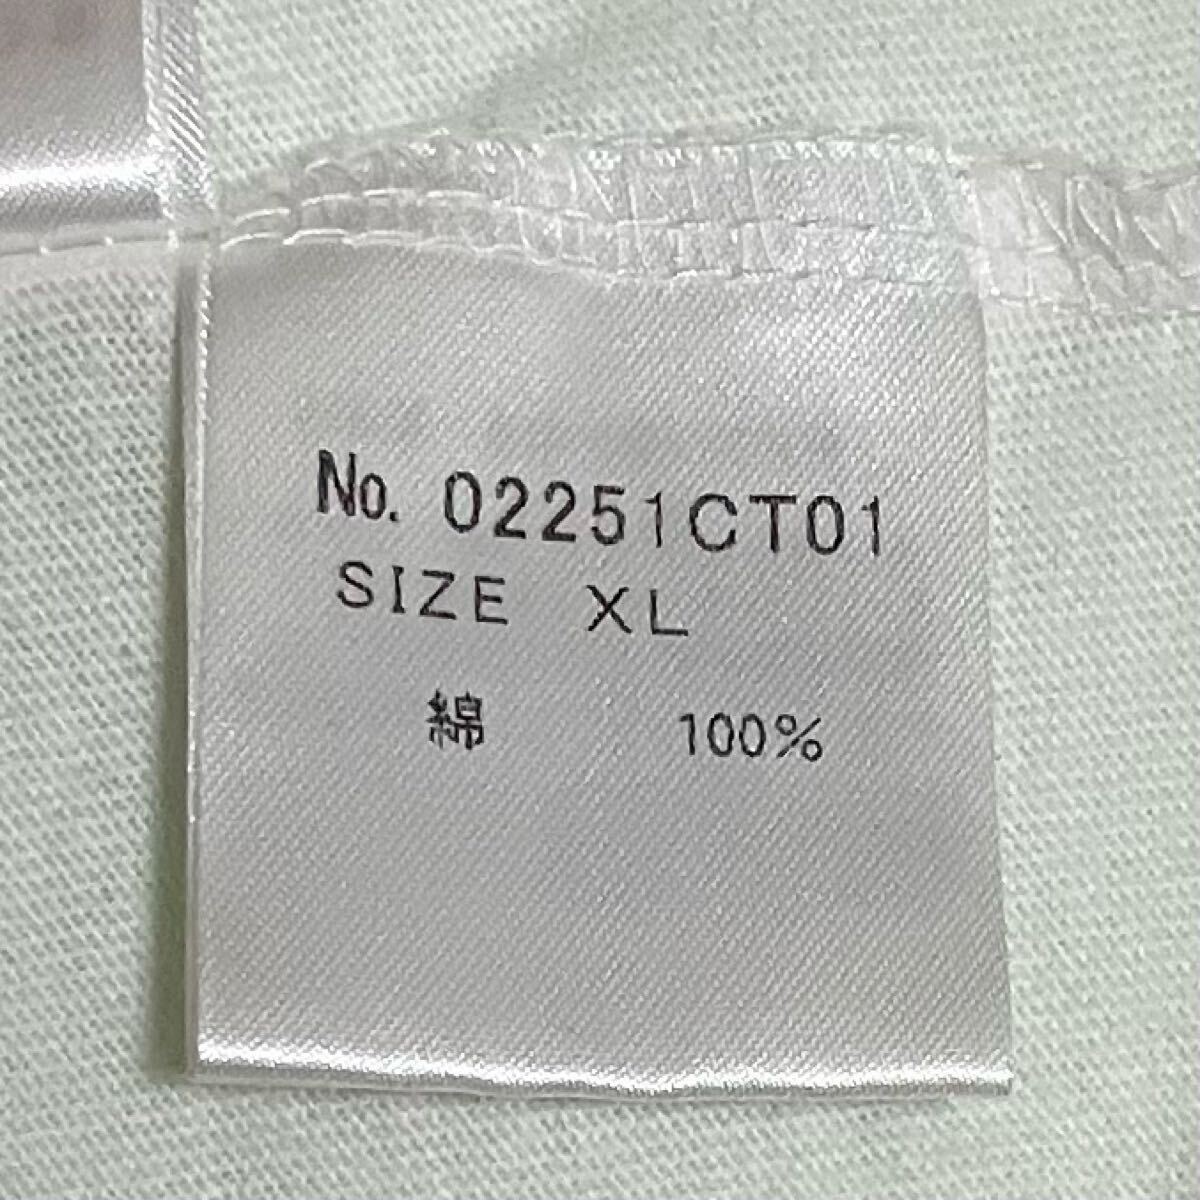 No. 02251CT01
SIZE XL
綿 100%